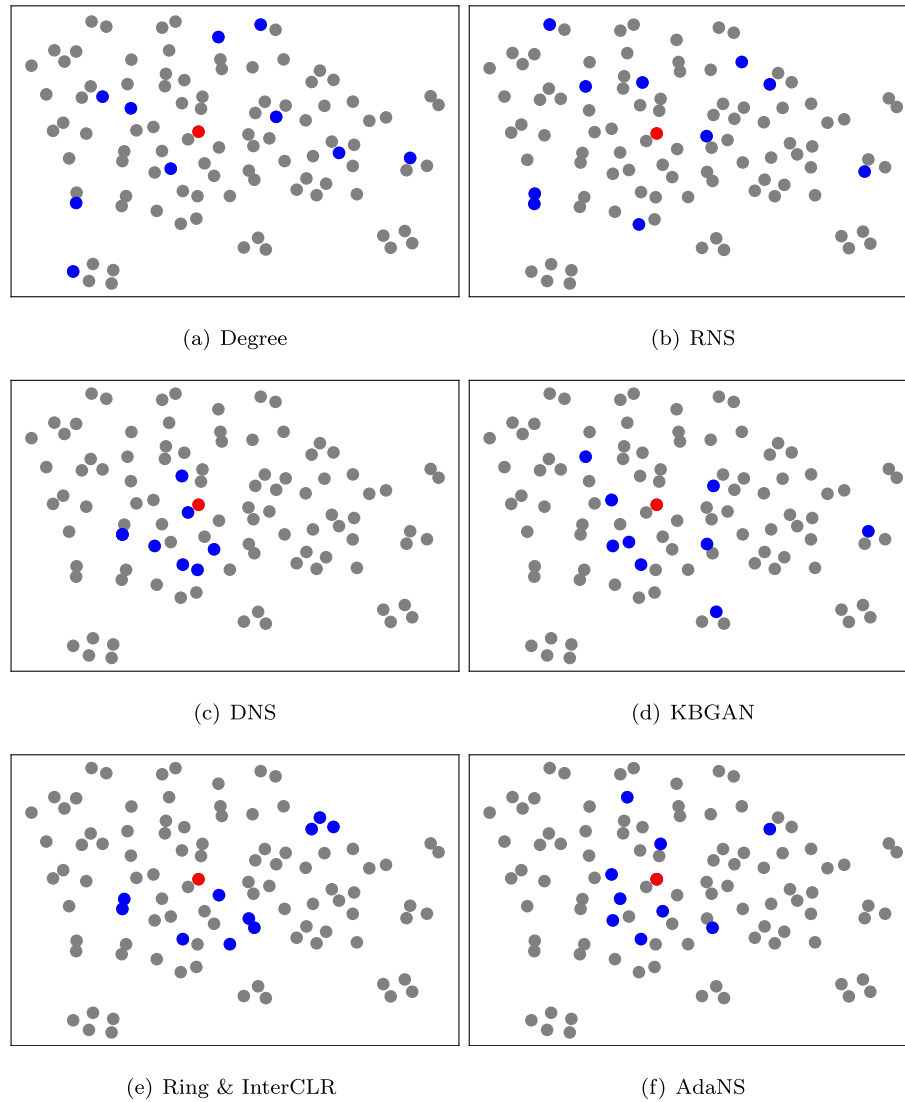 (a) Degree
(b) RNS
(c) DNS
(d) KBGAN
(e) Ring & InterCLR
(f) AdaNS